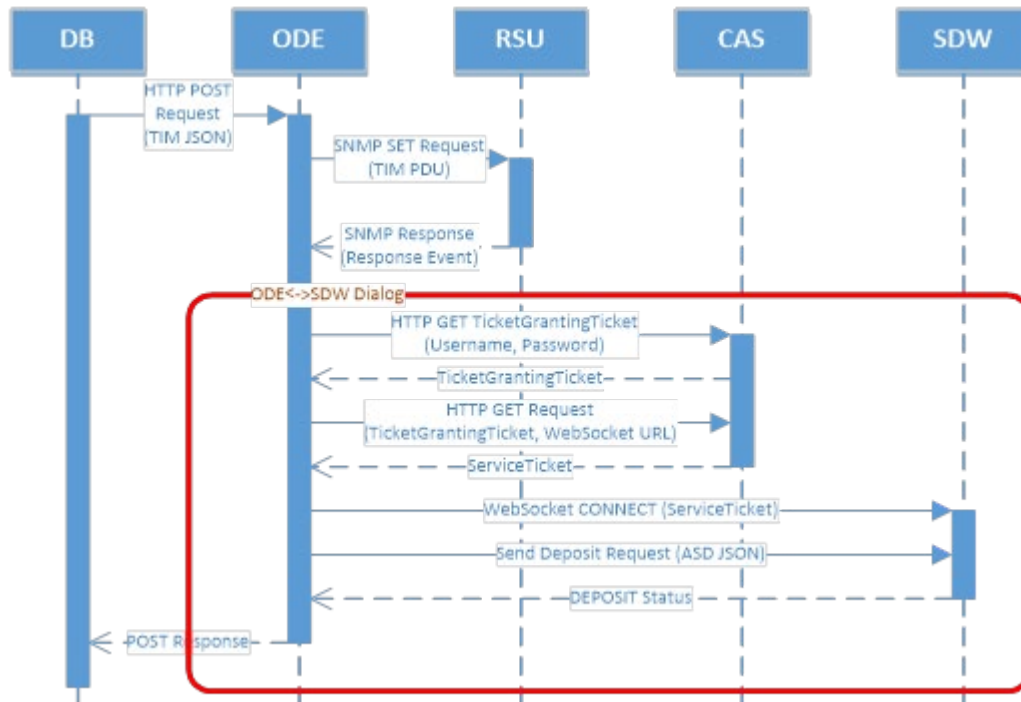 DB
ODE
RSU
CAS
SDW
HTTP POST
Request
(TIM JSON)
SNMP SET Request
(TIM PDU)
SNMP Response
(Response Event)
ODE<->SDW Dialog
HTTP GET TicketGrantingTicket
(Username, Password)
TicketGrantingTicket
HTTP GET Request
(TicketGrantingTicket, WebSocket URL)
ServiceTicket
WebSocket CONNECT (ServiceTicket)
Send Deposit Request (ASD JSON)
DEPOSIT Status
POST Response